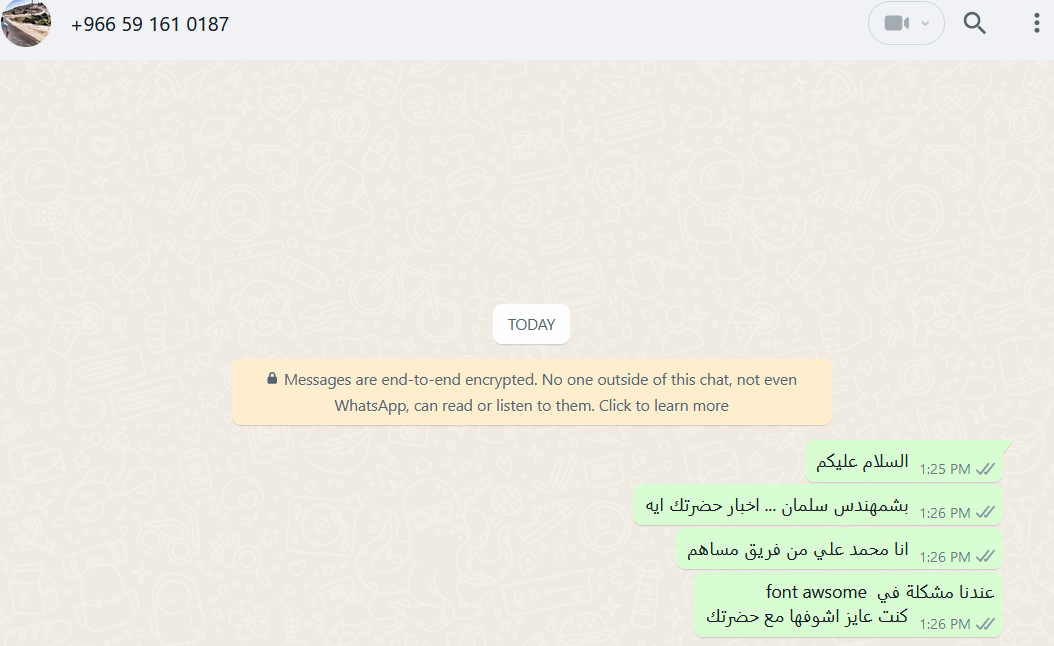 +966 59 161 0187
TODAY
Messages are end-to-end encrypted. No one outside of this chat, not even
WhatsApp, can read or listen to them. Click to learn more
السلام عليكم
1:25 PM
بشمهندس سلمان ... اخبار حضرتك ايه
1:26 PM
انا محمد علي من فريق مساهم
1:26 PM
عندنا مشكلة في font awsome
كنت عايز اشوفها مع حضرتك
1:26 PM